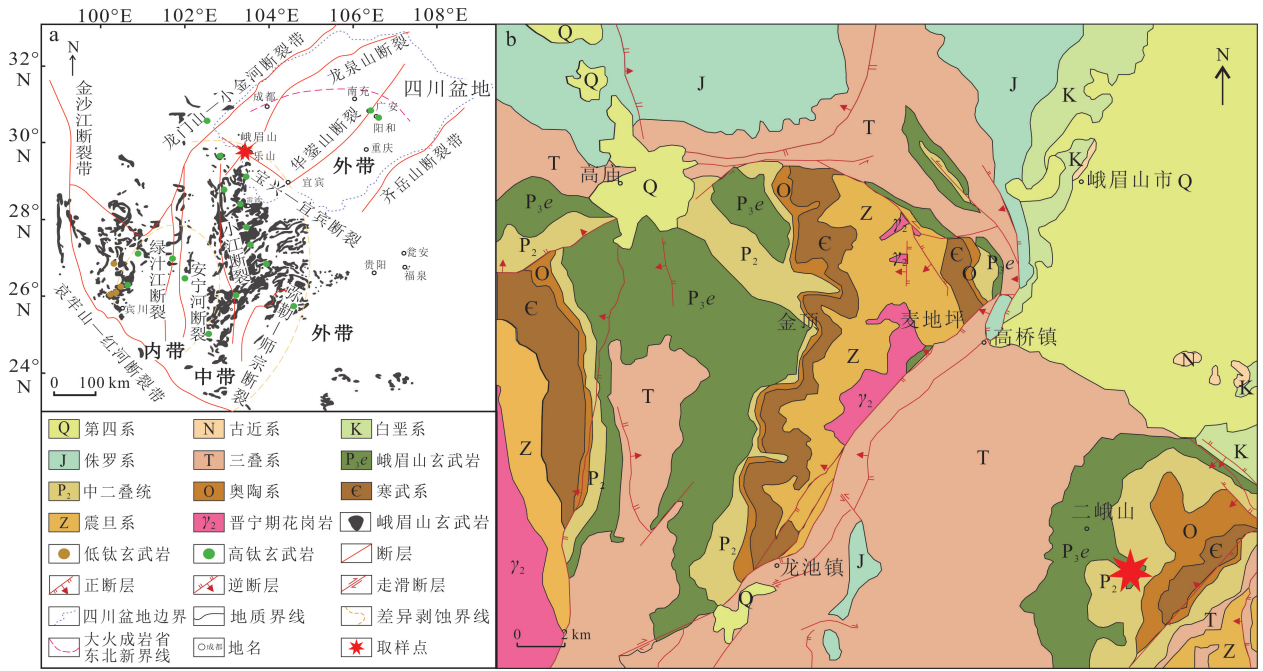 100°E
102°E
104°E
106°E
108°E
a
N
32°
N
30°
N
28°
N
26°
N
24°
N
金沙江断裂带
龙门山—小金河断裂带
龙泉山断裂
四川盆地
成都
南充
广安
阳和
重庆
峨眉山
乐山
华蓥山断裂
外带
齐岳山断裂带
宜宾
宝兴—宜宾断裂
小江断裂
绿汁江断裂
安宁河断裂
瓮安
贵阳
福泉
弥勒—师宗断裂
宾川
哀牢山—红河断裂带
内带
中带
外带
0 100 km
b
N
Q
Q
J
J
K
Q
K
T
T
高庙
Q
峨眉山市
P₃e
P₃e
O
Z
γ₂
Є
P₂
P₂
γ₂
Є
O
P₃e
O
P₃e
Є
金顶
麦地坪
高桥镇
N
Z
K
T
γ₂
T
K
Z
P₂
二峨山
O
P₃e
Є
P₂
γ₂
P₂
龙池镇
J
Q
T
Z
0 2 km
Q 第四系
N 古近系
K 白垩系
J 侏罗系
T 三叠系
P₃e 峨眉山玄武岩
P₂ 中二叠统
O 奥陶系
Є 寒武系
Z 震旦系
γ₂ 晋宁期花岗岩
峨眉山玄武岩
低钛玄武岩
高钛玄武岩
断层
正断层
逆断层
走滑断层
四川盆地边界
地质界线
差异剥蚀界线
大火成岩省
东北新界线
成都 地名
取样点